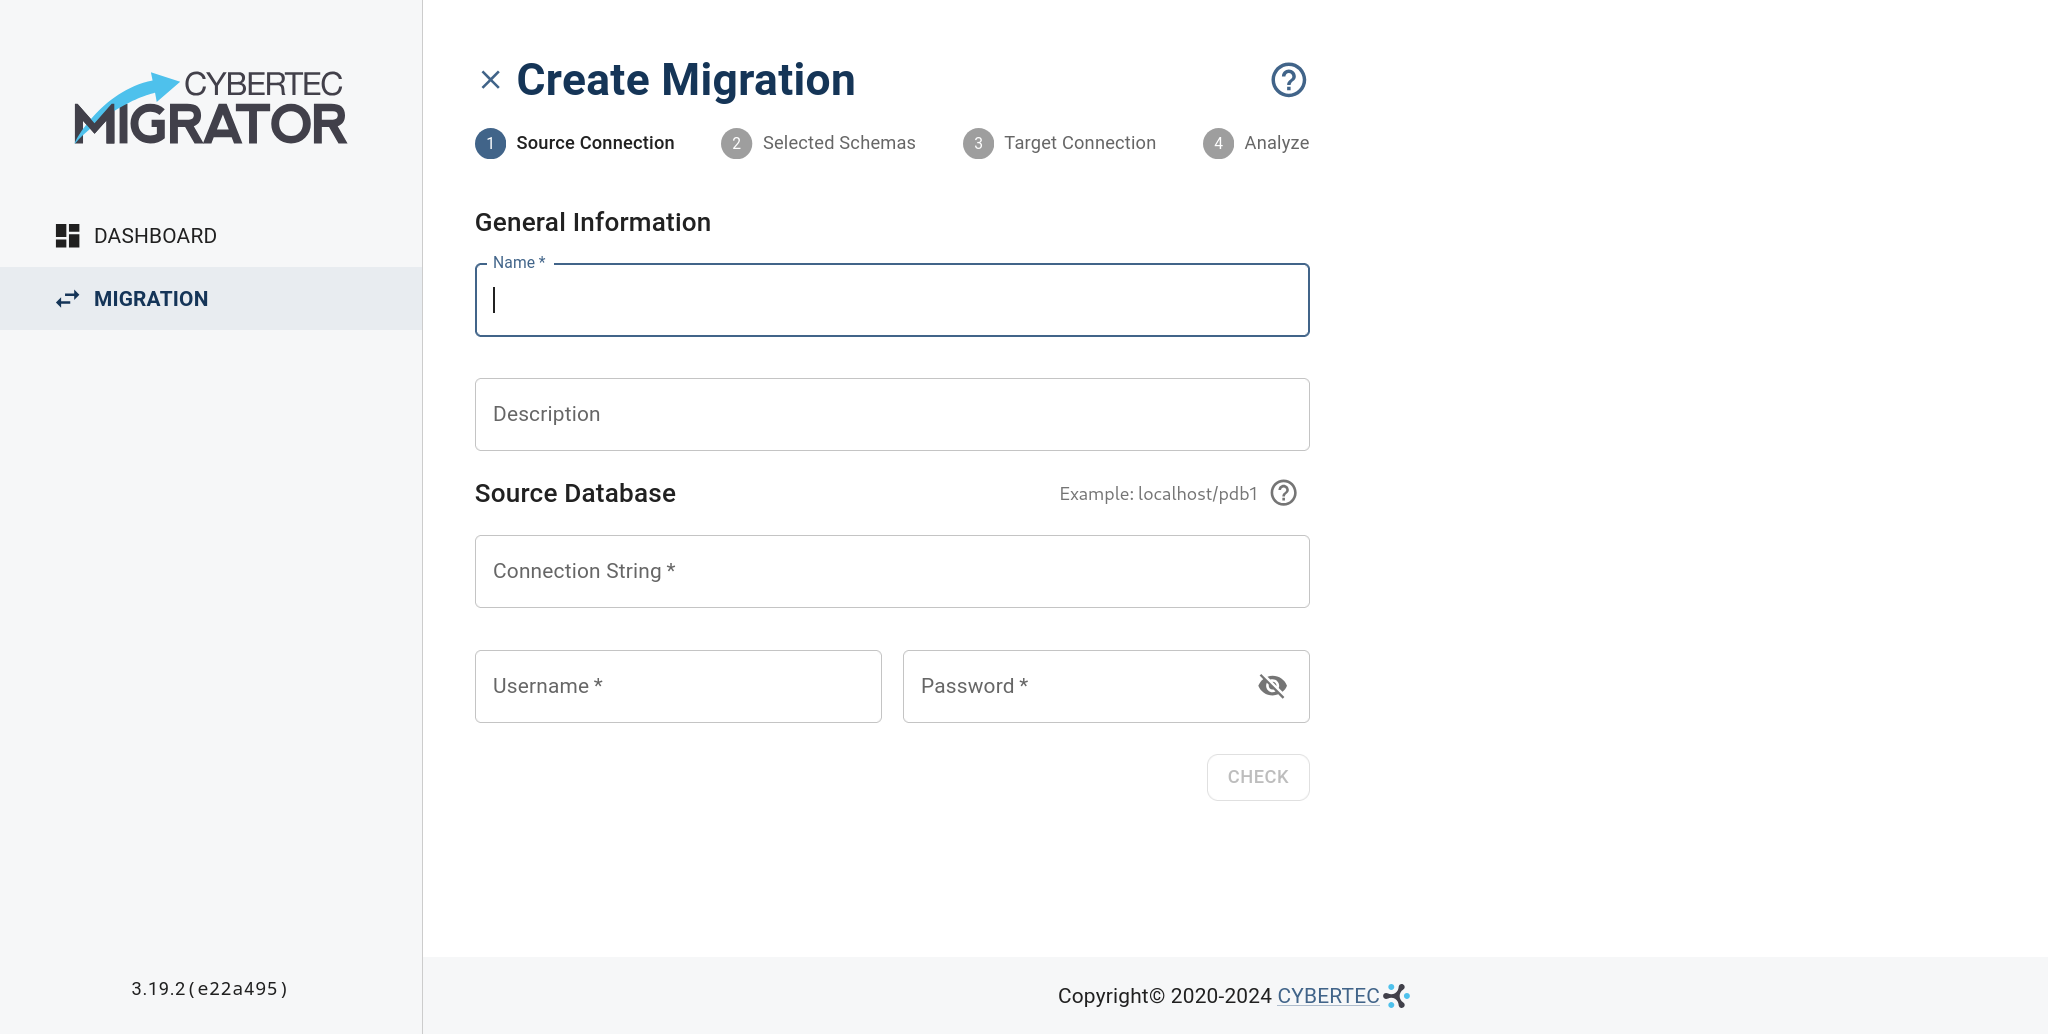 CYBERTEC
MIGRATOR
DASHBOARD
MIGRATION
3.19.2(e22a495)
Create Migration
1 Source Connection 2 Selected Schemas 3 Target Connection 4 Analyze
General Information
Name *
Description
Source Database Example: localhost/pdb1
Connection String *
Username * Password *
CHECK
Copyright© 2020-2024 CYBERTEC